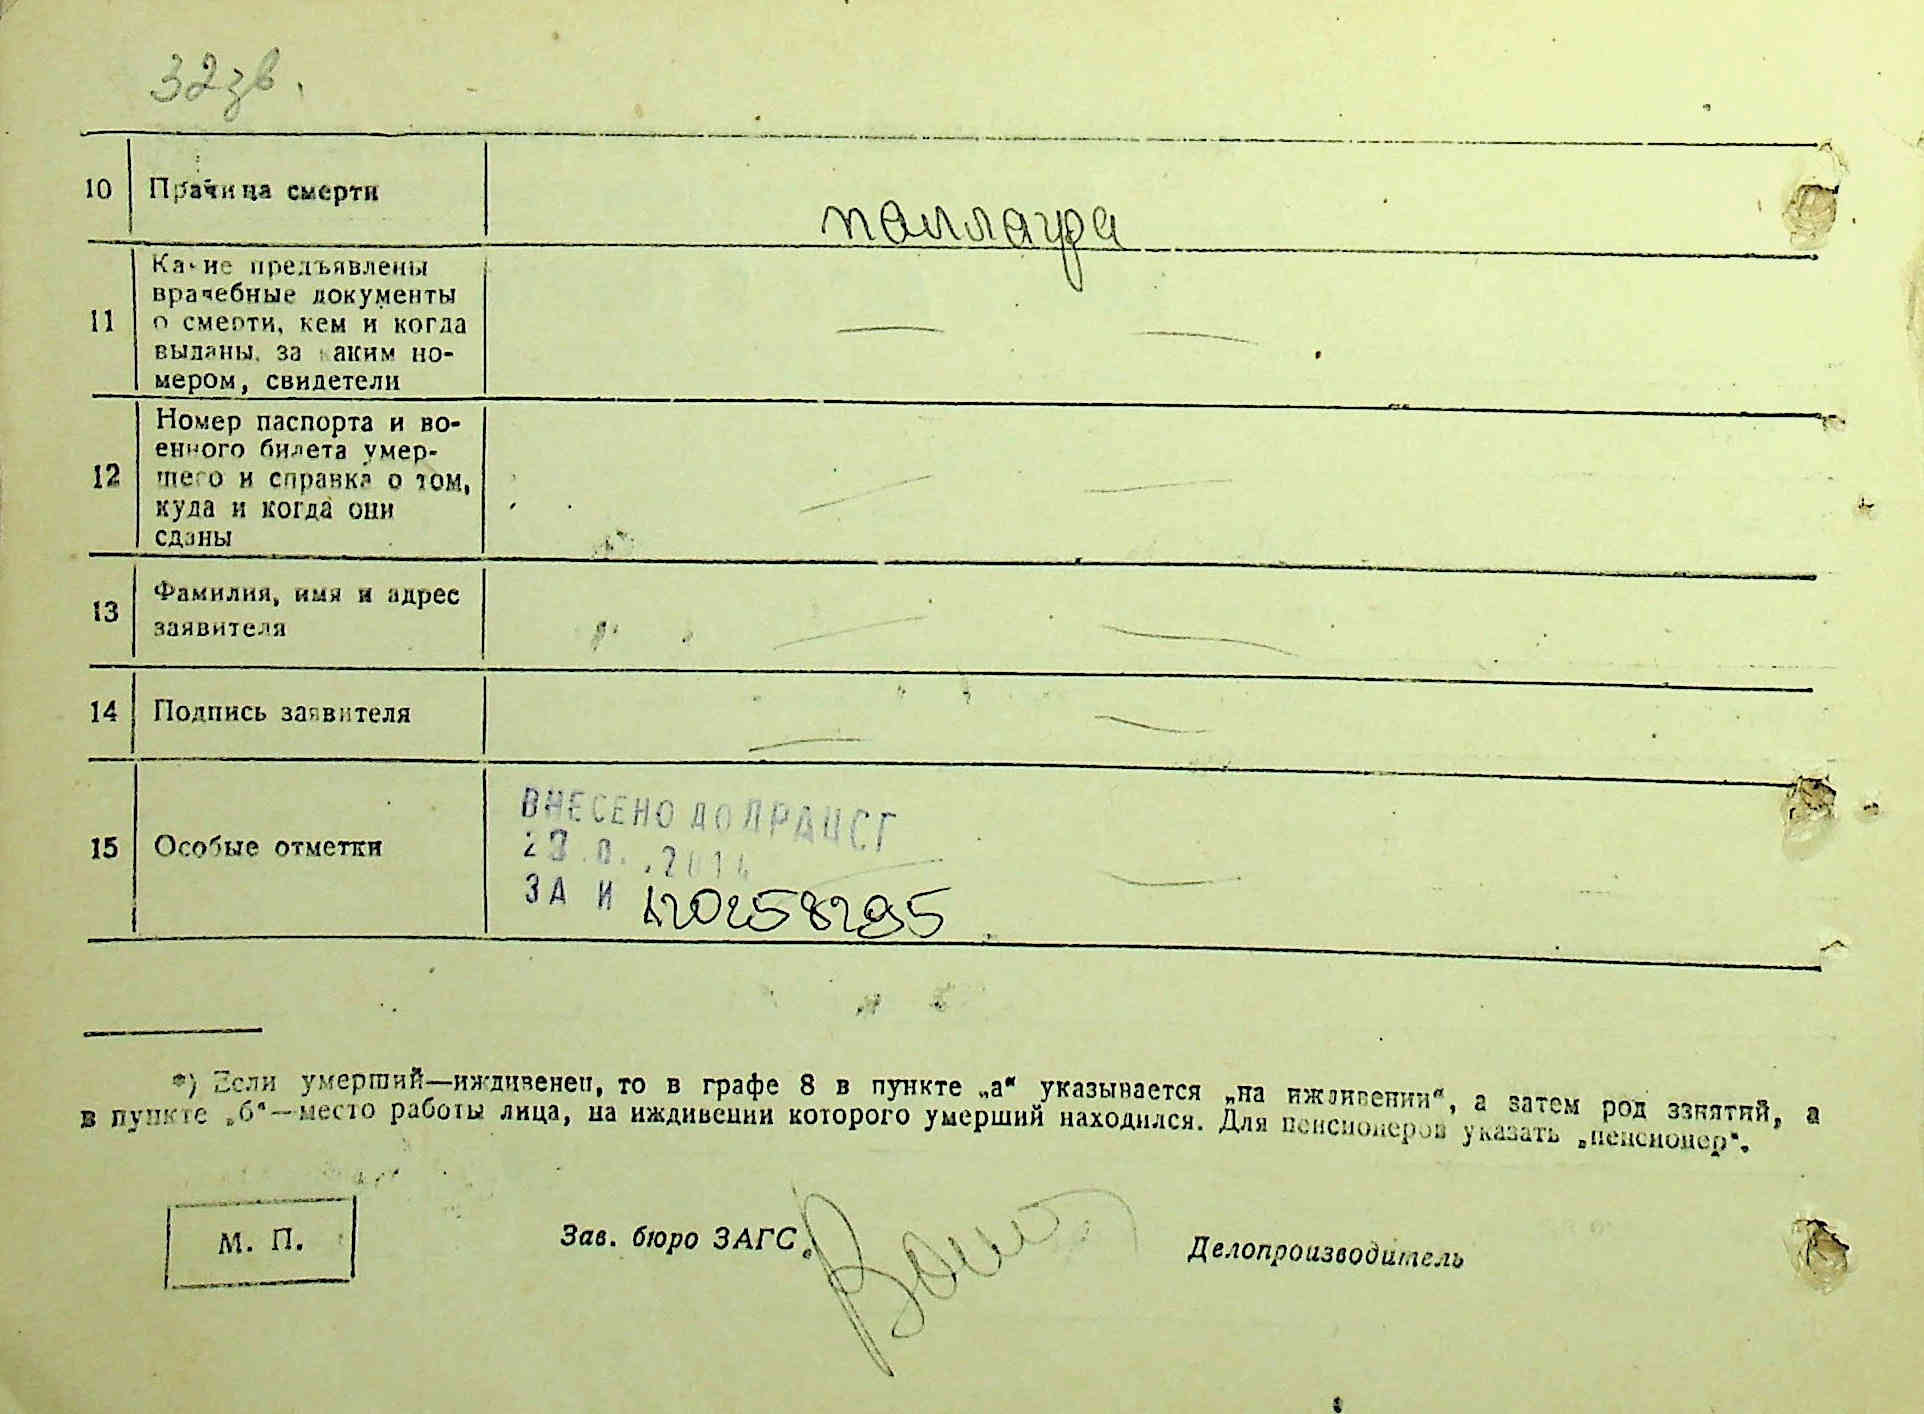 32 зв.
10 Причина смерти
пеллагра
11 Какие предъявлены
врачебные документы
о смерти, кем и когда
выданы, за каким но-
мером, свидетели
12 Номер паспорта и во-
енного билета умер-
шего и справка о том,
куда и когда они
сданы
13 Фамилия, имя и адрес
заявителя
14 Подпись заявителя
15 Особые отметки
ВНЕСЕНО ДО ДРАЦСГ
2014
ЗА И
*) Если умерший—иждивенец, то в графе 8 в пункте „а“ указывается „на иждивении“, а затем род занятий, а
в пункте „б“—место работы лица, на иждивении которого умерший находился. Для пенсионеров указать „пенсионер“.
М. П.
Зав. бюро ЗАГС
Делопроизводитель